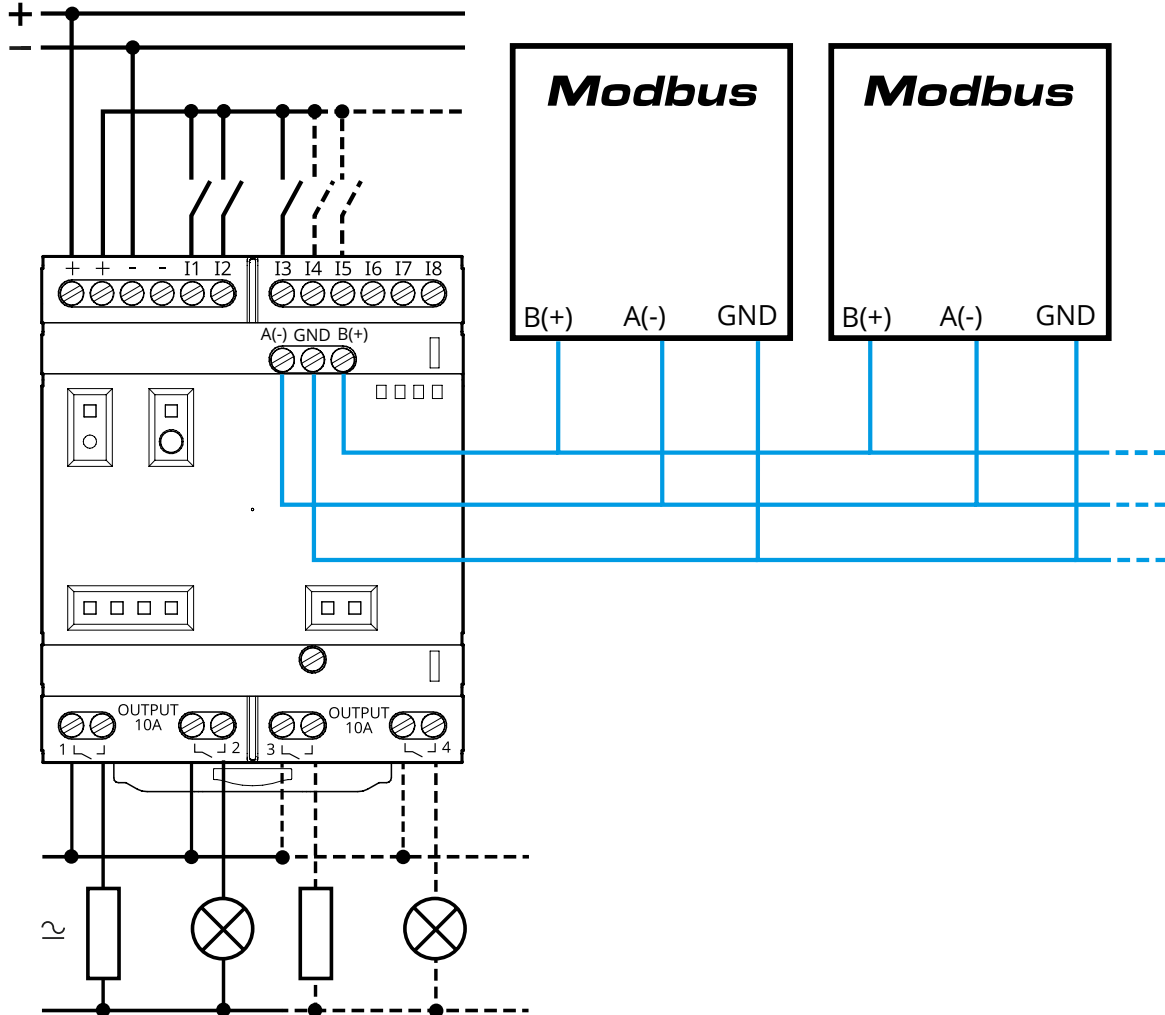 +
−
Modbus
Modbus
+ + - - I1 I2 I3 I4 I5 I6 I7 I8
B(+) A(-) GND
B(+) A(-) GND
A(-) GND B(+)
OUTPUT
10A
OUTPUT
10A
1 2 3 4
≃